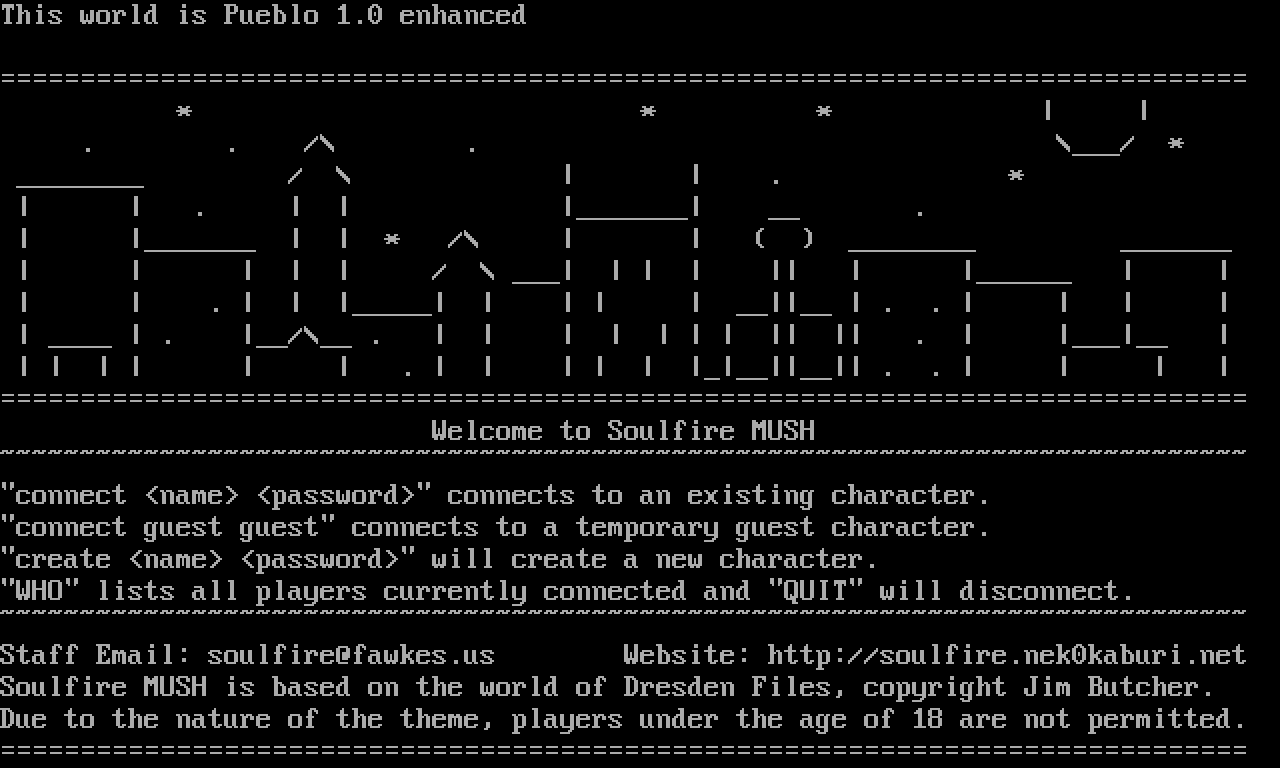 This world is Pueblo 1.0 enhanced
Welcome to Soulfire MUSH
"connect <name> <password>" connects to an existing character.
"connect guest guest" connects to a temporary guest character.
"create <name> <password>" will create a new character.
"WHO" lists all players currently connected and "QUIT" will disconnect.
Staff Email: soulfire@fawkes.us Website: http://soulfire.nek0kaburi.net
Soulfire MUSH is based on the world of Dresden Files, copyright Jim Butcher.
Due to the nature of the theme, players under the age of 18 are not permitted.